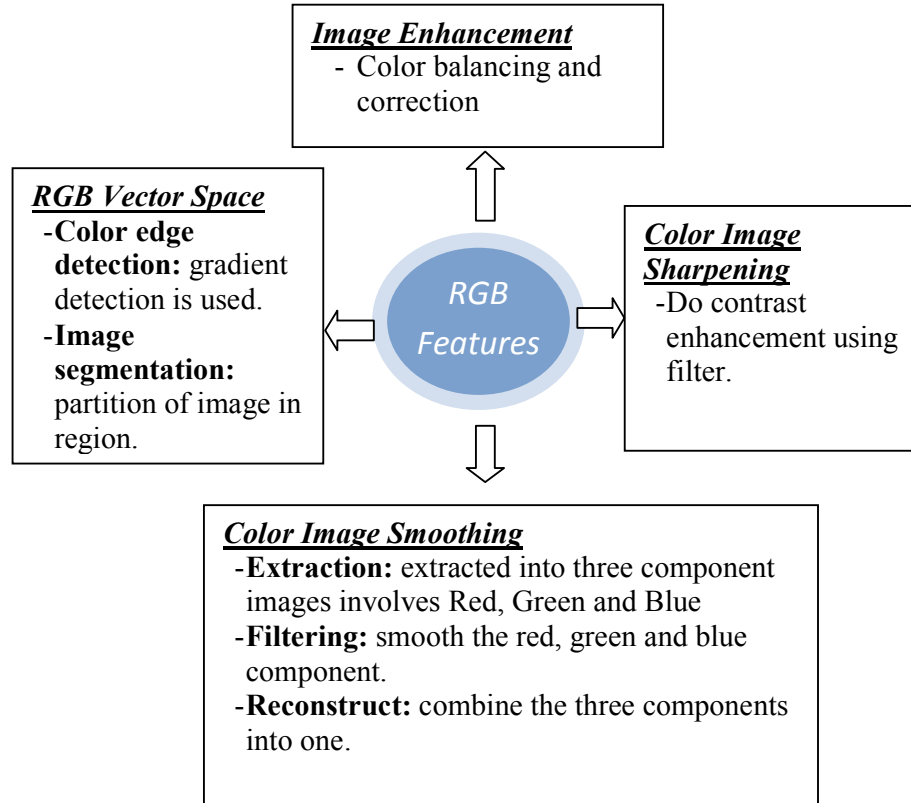 Image Enhancement
- Color balancing and
correction
RGB Vector Space
-Color edge
detection: gradient
detection is used.
-Image
segmentation:
partition of image in
region.
RGB
Features
Color Image
Sharpening
-Do contrast
enhancement using
filter.
Color Image Smoothing
-Extraction: extracted into three component
images involves Red, Green and Blue
-Filtering: smooth the red, green and blue
component.
-Reconstruct: combine the three components
into one.